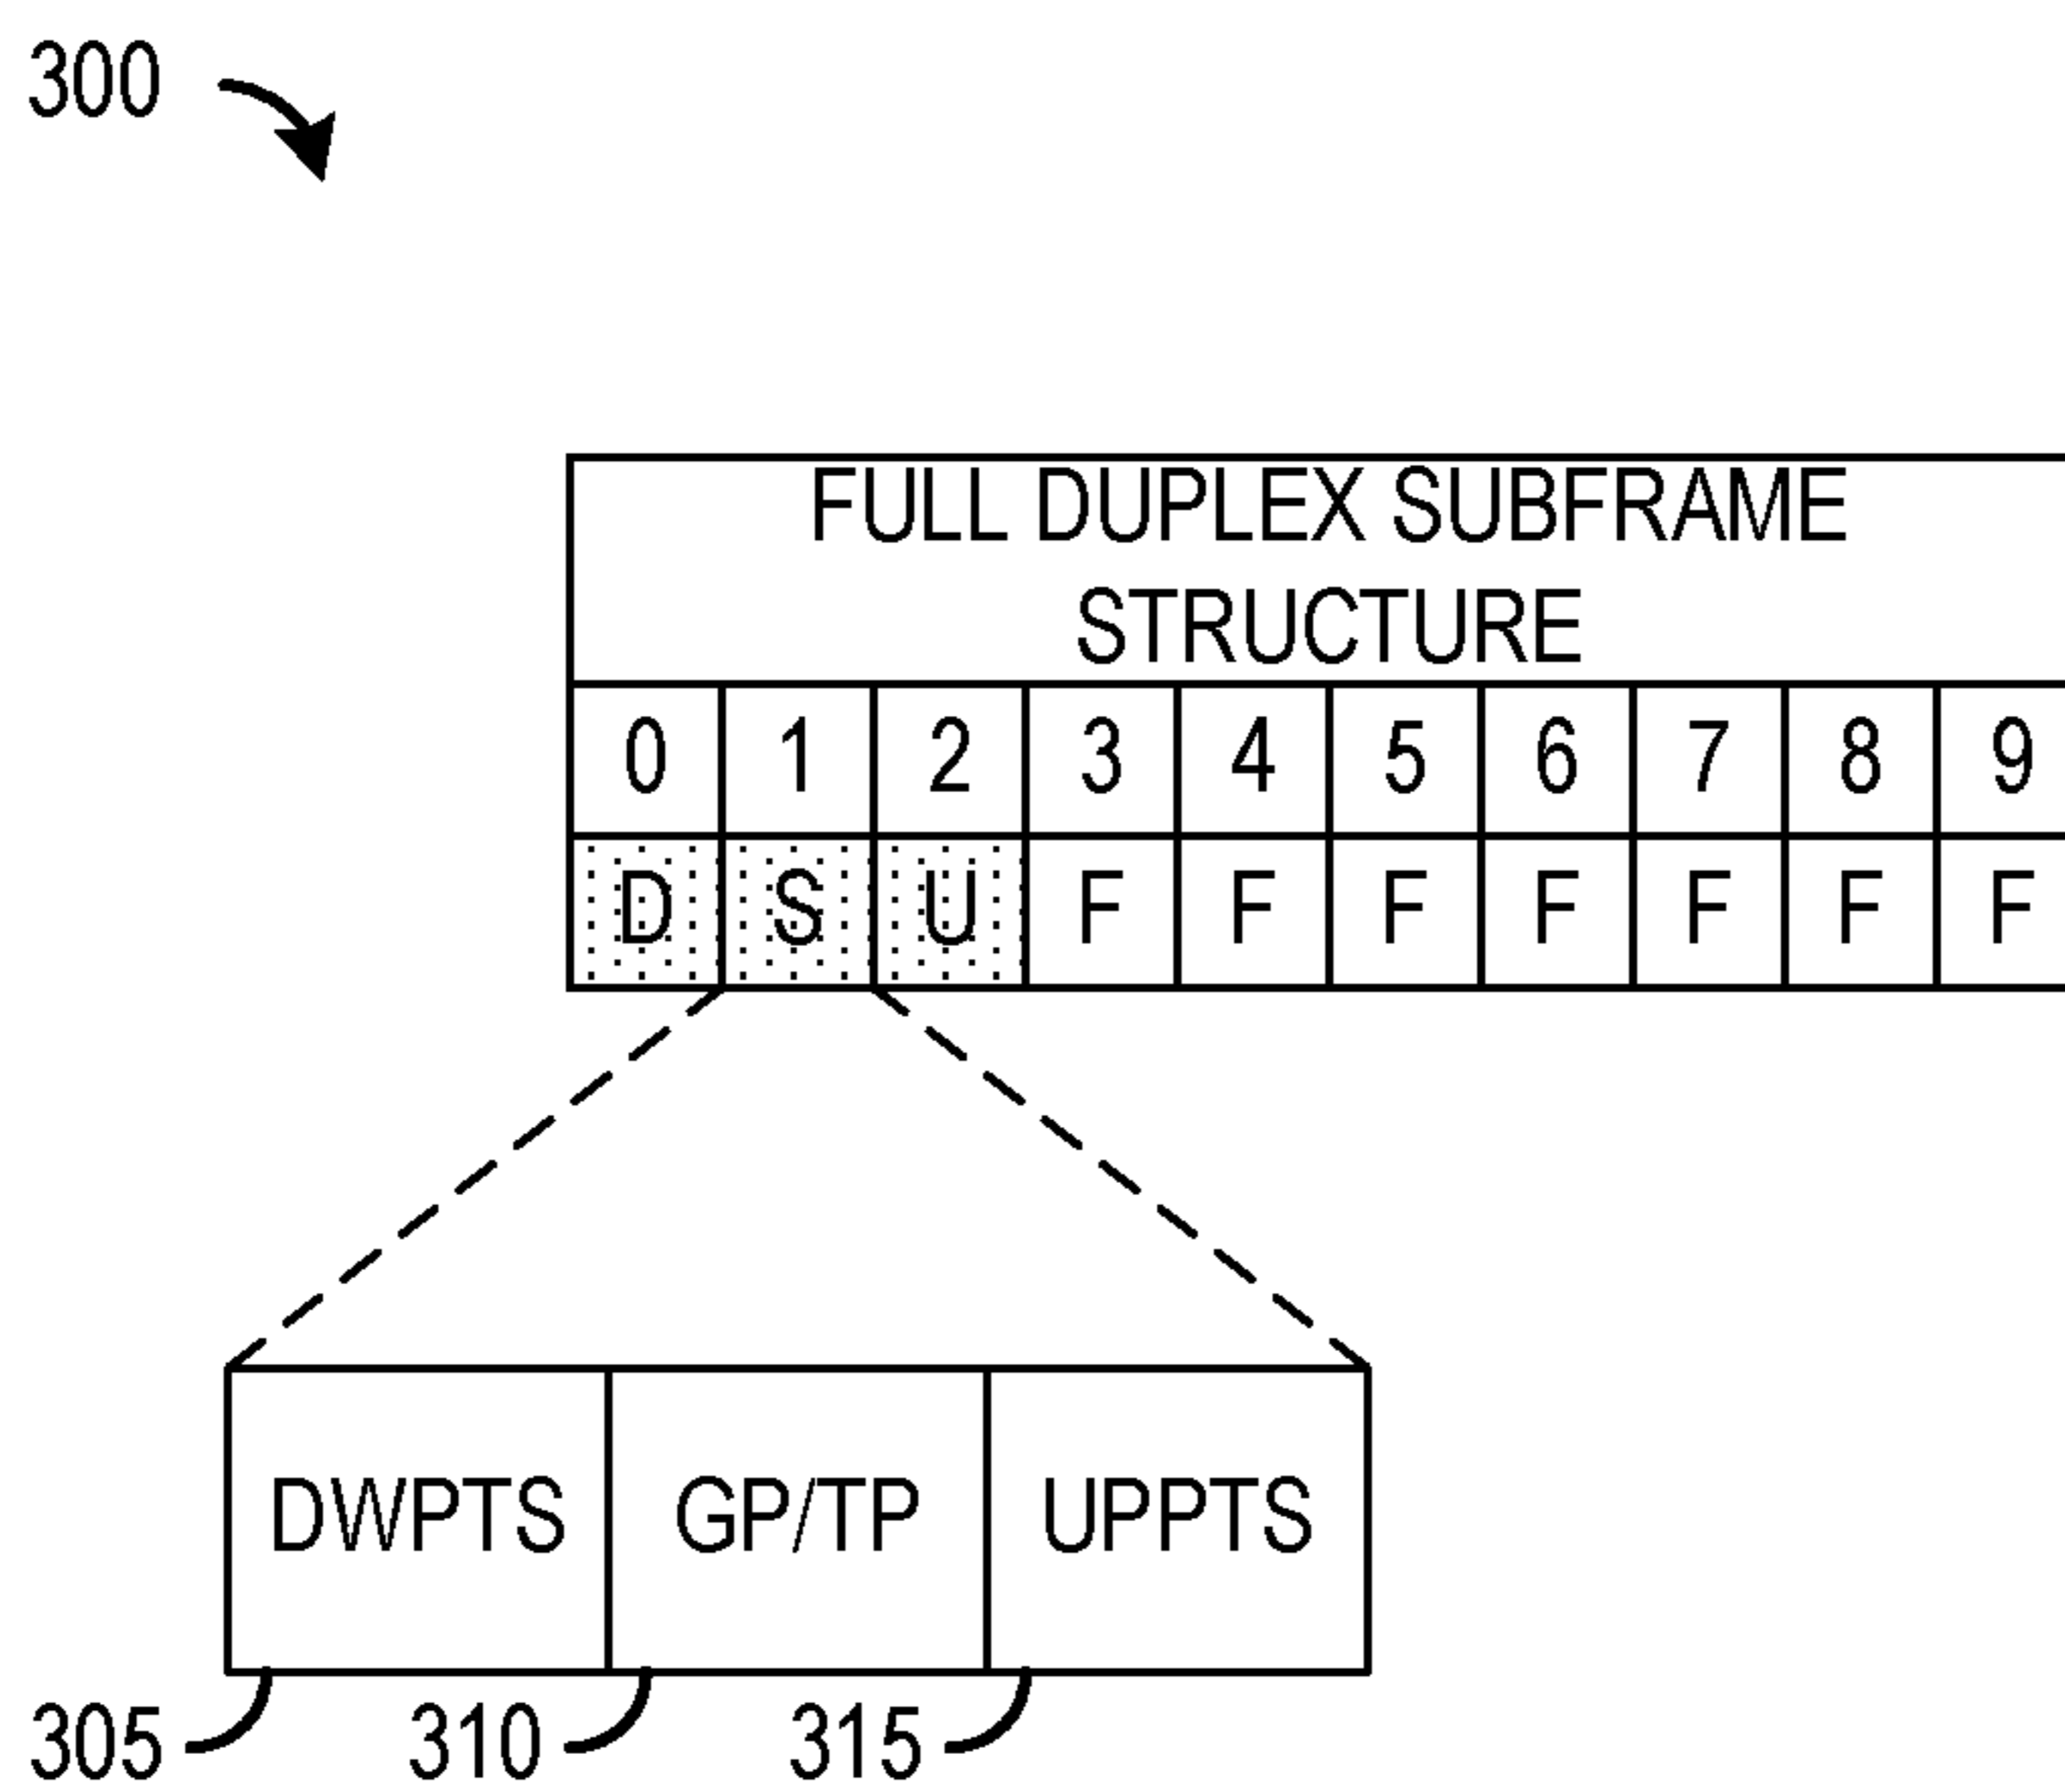 300
FULL DUPLEX SUBFRAME
STRUCTURE
0 1 2 3 4 5 6 7 8 9
D S U F F F F F F F
DWPTS GP/TP UPPTS
305 310 315